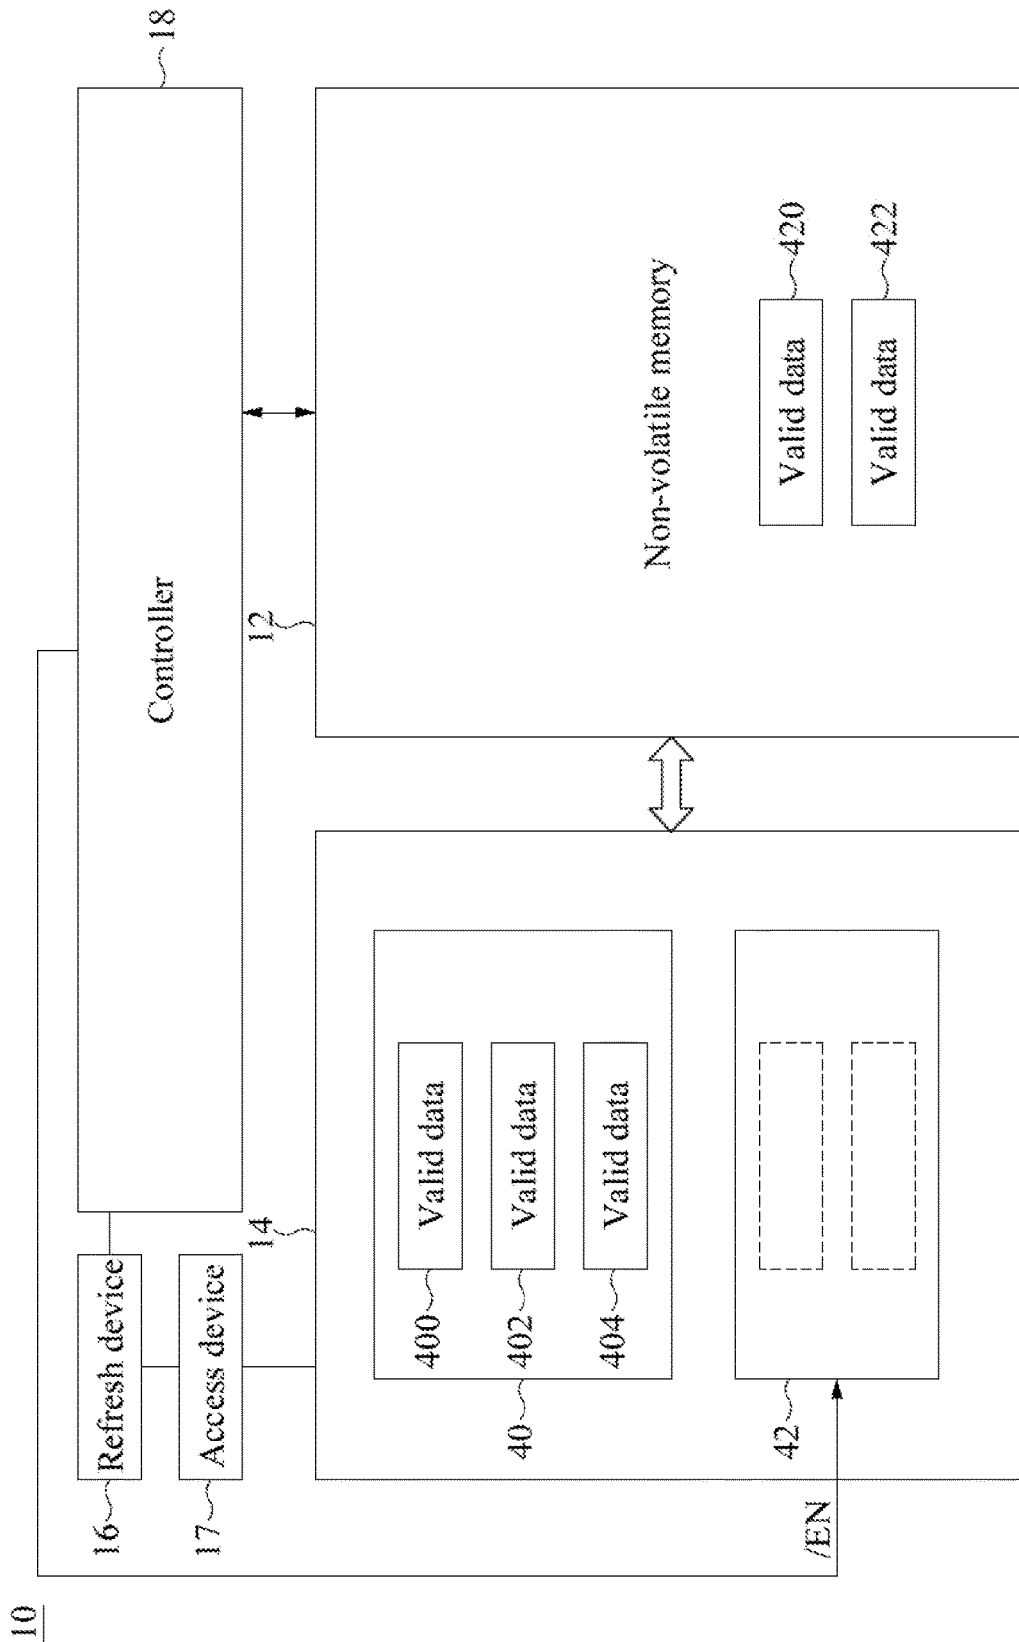 10
16
Refresh device
17
Access device
Controller
18
14
12
40
400
Valid data
402
Valid data
404
Valid data
42
/EN
Non-volatile memory
Valid data
420
Valid data
422